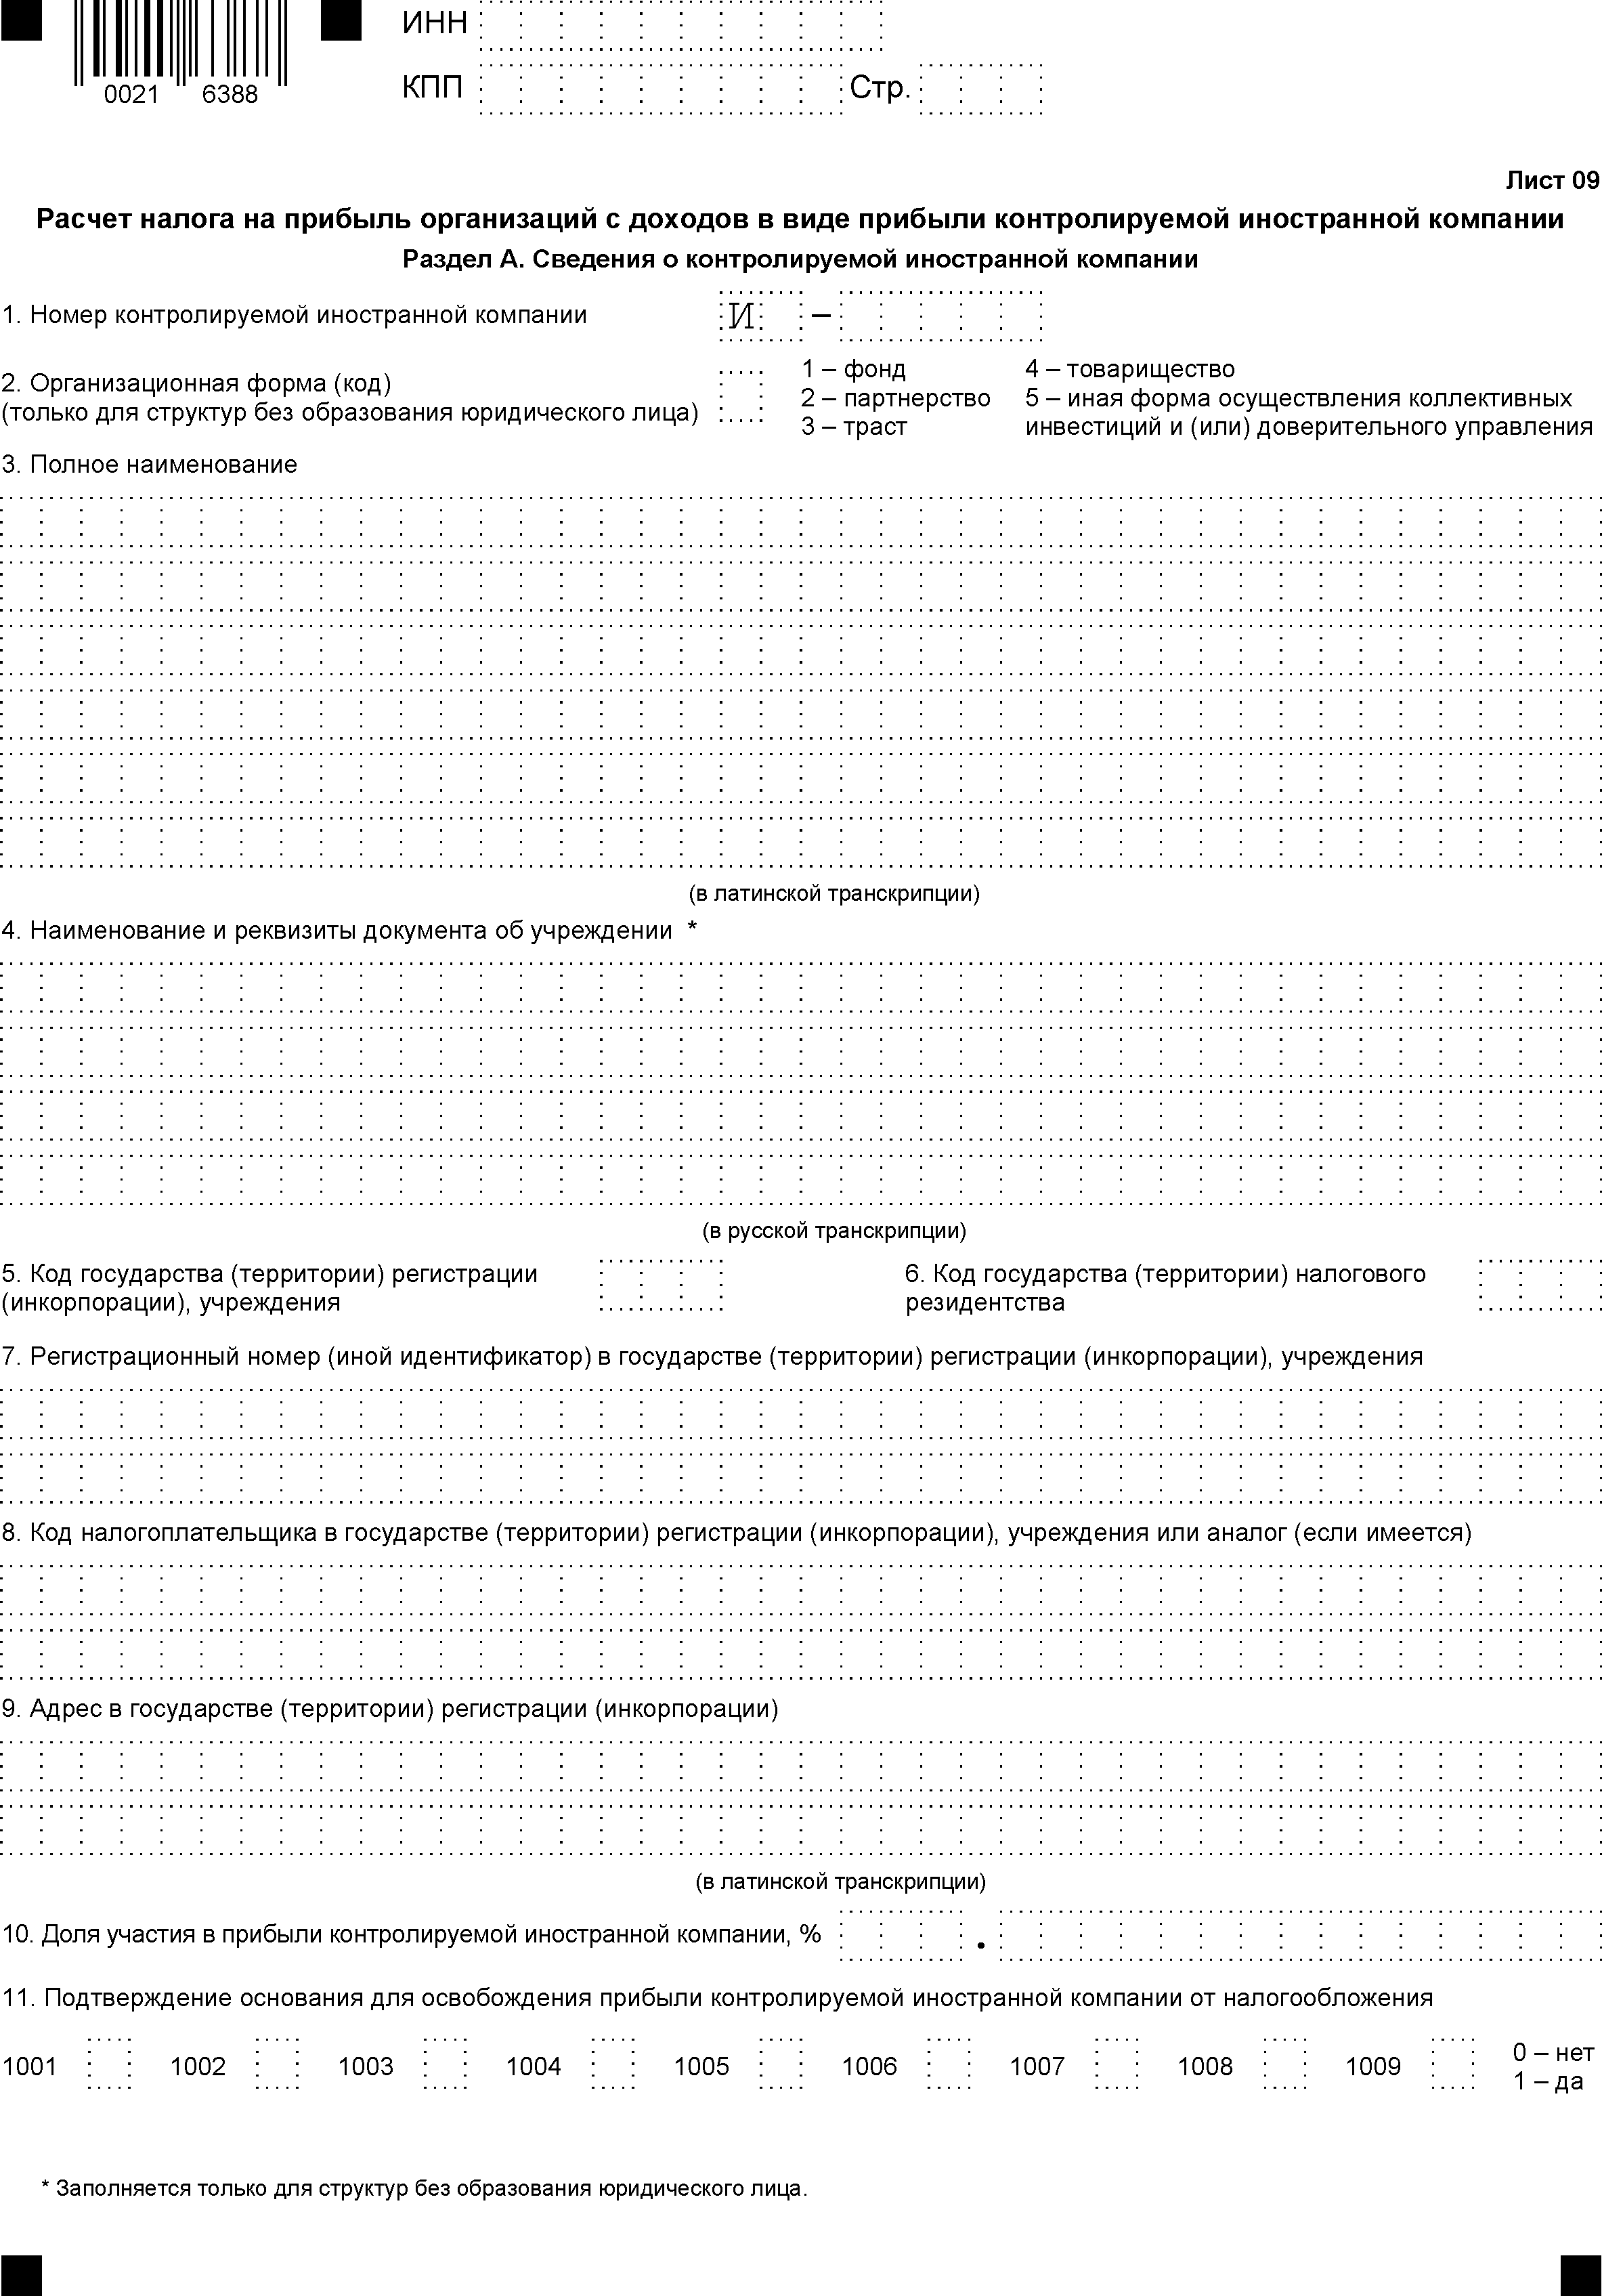 ИНН
0021 6388
КПП Стр.
Лист 09
Расчет налога на прибыль организаций с доходов в виде прибыли контролируемой иностранной компании
Раздел А. Сведения о контролируемой иностранной компании
1. Номер контролируемой иностранной компании И –
2. Организационная форма (код)
(только для структур без образования юридического лица)
1 – фонд
2 – партнерство
3 – траст
4 – товарищество
5 – иная форма осуществления коллективных
инвестиций и (или) доверительного управления
3. Полное наименование
(в латинской транскрипции)
4. Наименование и реквизиты документа об учреждении *
(в русской транскрипции)
5. Код государства (территории) регистрации
(инкорпорации), учреждения
6. Код государства (территории) налогового
резидентства
7. Регистрационный номер (иной идентификатор) в государстве (территории) регистрации (инкорпорации), учреждения
8. Код налогоплательщика в государстве (территории) регистрации (инкорпорации), учреждения или аналог (если имеется)
9. Адрес в государстве (территории) регистрации (инкорпорации)
(в латинской транскрипции)
10. Доля участия в прибыли контролируемой иностранной компании, % .
11. Подтверждение основания для освобождения прибыли контролируемой иностранной компании от налогообложения
1001 1002 1003 1004 1005 1006 1007 1008 1009
0 – нет
1 – да
* Заполняется только для структур без образования юридического лица.